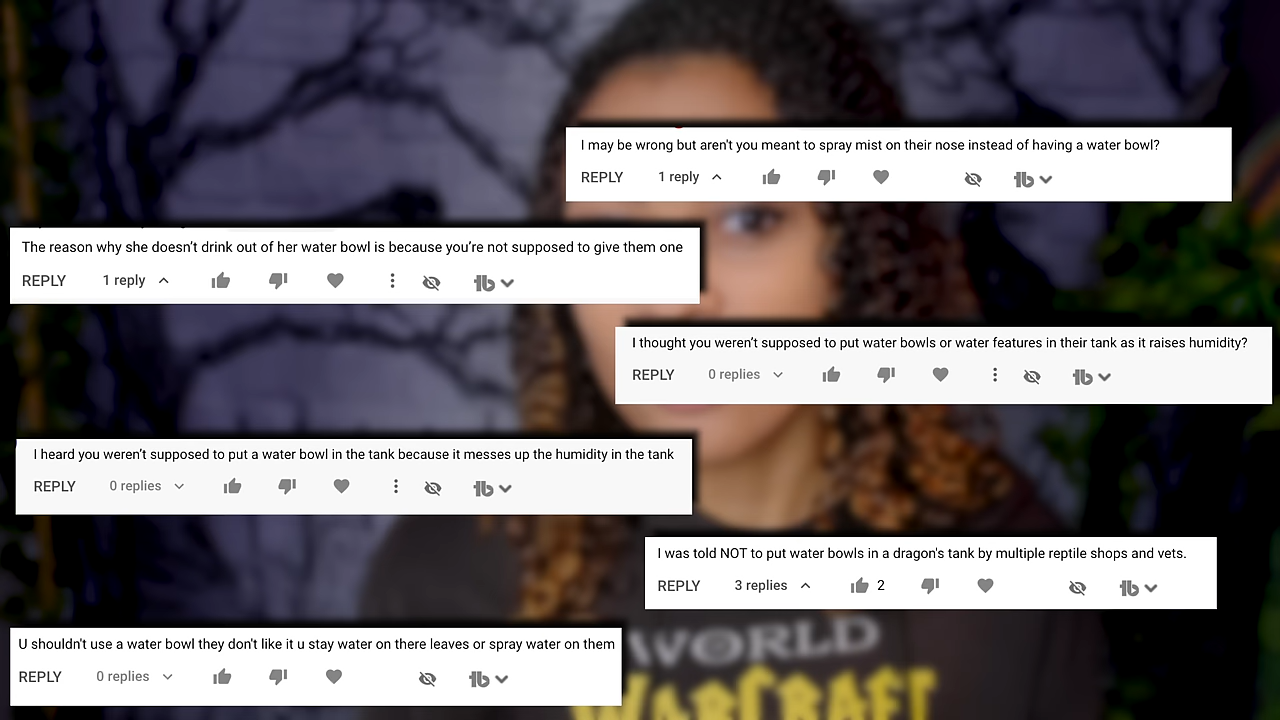 I may be wrong but aren't you meant to spray mist on their nose instead of having a water bowl?
REPLY 1 reply
The reason why she doesn't drink out of her water bowl is because you're not supposed to give them one
REPLY 1 reply
I thought you weren't supposed to put water bowls or water features in their tank as it raises humidity?
REPLY 0 replies
I heard you weren't supposed to put a water bowl in the tank because it messes up the humidity in the tank
REPLY 0 replies
I was told NOT to put water bowls in a dragon's tank by multiple reptile shops and vets.
REPLY 3 replies 2
U shouldn't use a water bowl they don't like it u stay water on there leaves or spray water on them
REPLY 0 replies
WORLD
WARCRAFT